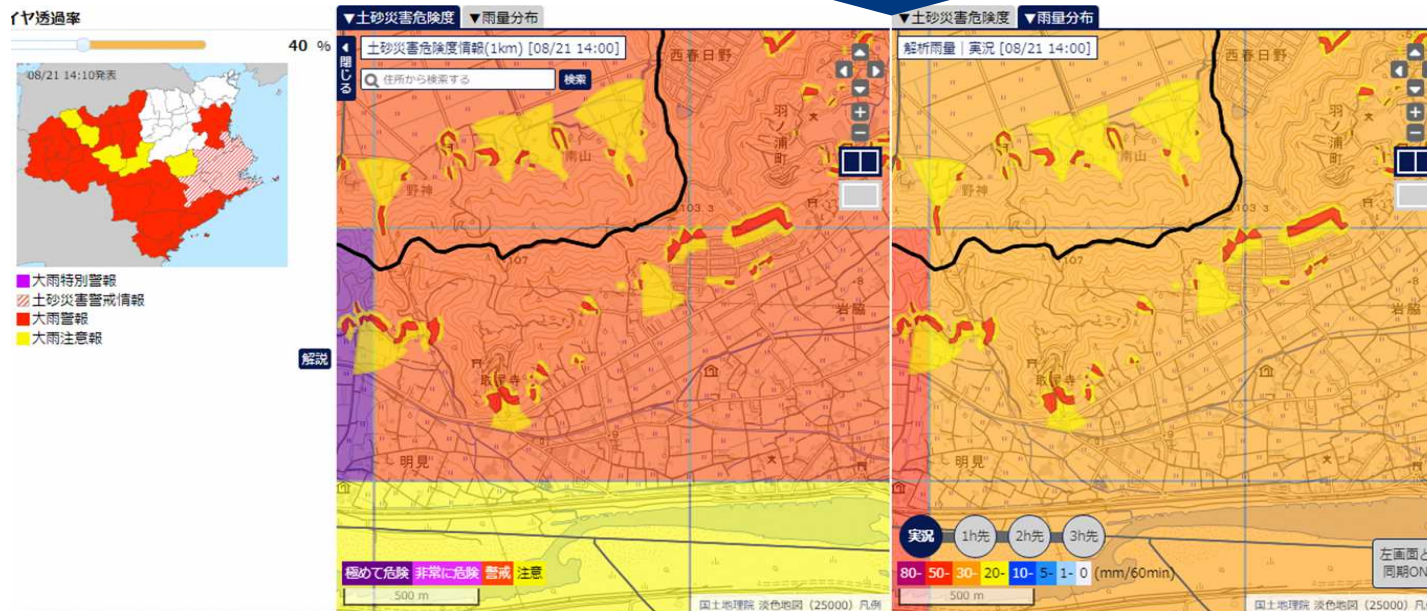 イヤ透過率
40 %
08/21 14:10発表
大雨特別警報
土砂災害警戒情報
大雨警報
大雨注意報
解説
▼土砂災害危険度 ▼雨量分布
閉じる
土砂災害危険度情報(1km) [08/21 14:00]
住所から検索する 検索
西春日野
羽ノ浦町
南山
野神
103.3
107
岩脇
取星寺
明見
極めて危険 非常に危険 警戒 注意
500 m
国土地理院 淡色地図（25000）凡例
▼土砂災害危険度 ▼雨量分布
解析雨量｜実況 [08/21 14:00]
西春日野
羽ノ浦町
南山
野神
103.3
107
岩脇
取星寺
明見
実況 1h先 2h先 3h先
左画面と
同期ON
80- 50- 30- 20- 10- 5- 1- 0 (mm/60min)
500 m
国土地理院 淡色地図（25000）凡